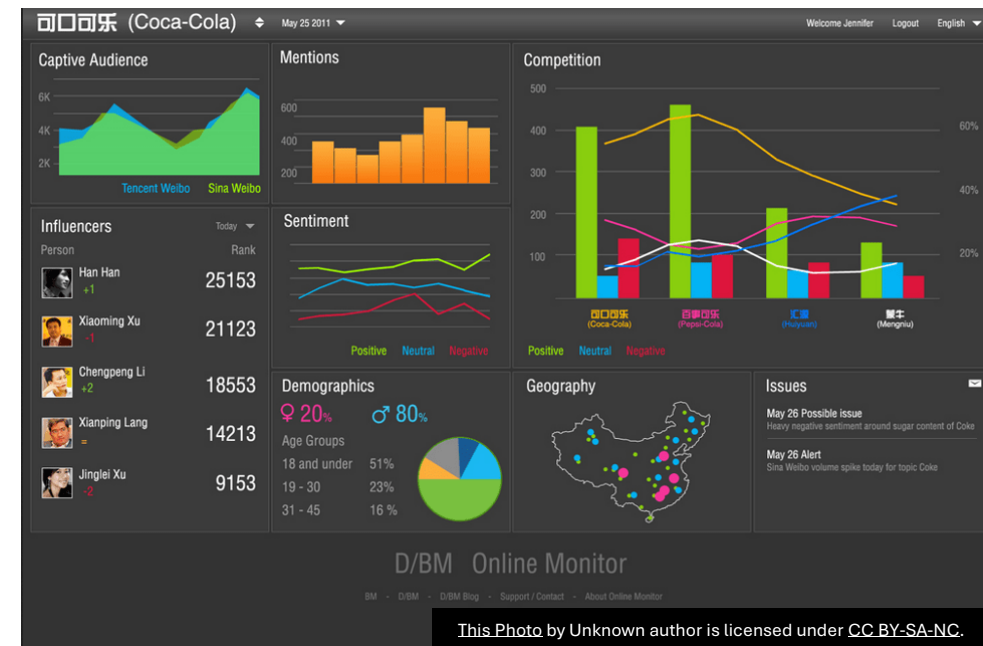 可口可乐 (Coca-Cola) May 25 2011 Welcome Jennifer Logout English
Captive Audience
6K
4K
2K
Tencent Weibo Sina Weibo
Mentions
600
400
200
Competition
500
400
300
200
100
60%
40%
20%
可口可乐 百事可乐 汇源 蒙牛
(Coca-Cola) (Pepsi-Cola) (Huiyuan) (Mengniu)
Positive Neutral Negative
Influencers Today
Person Rank
Han Han
+1 25153
Xiaoming Xu
-1 21123
Chengpeng Li
+2 18553
Xianping Lang
= 14213
Jinglei Xu
-2 9153
Sentiment
Positive Neutral Negative
Demographics
♀ 20% ♂ 80%
Age Groups
18 and under 51%
19 - 30 23%
31 - 45 16 %
Geography
Issues
May 26 Possible issue
Heavy negative sentiment around sugar content of Coke
May 26 Alert
Sina Weibo volume spike today for topic Coke
D/BM Online Monitor
BM - D/BM - D/BM Blog - Support / Contact - About Online Monitor
This Photo by Unknown author is licensed under CC BY-SA-NC.